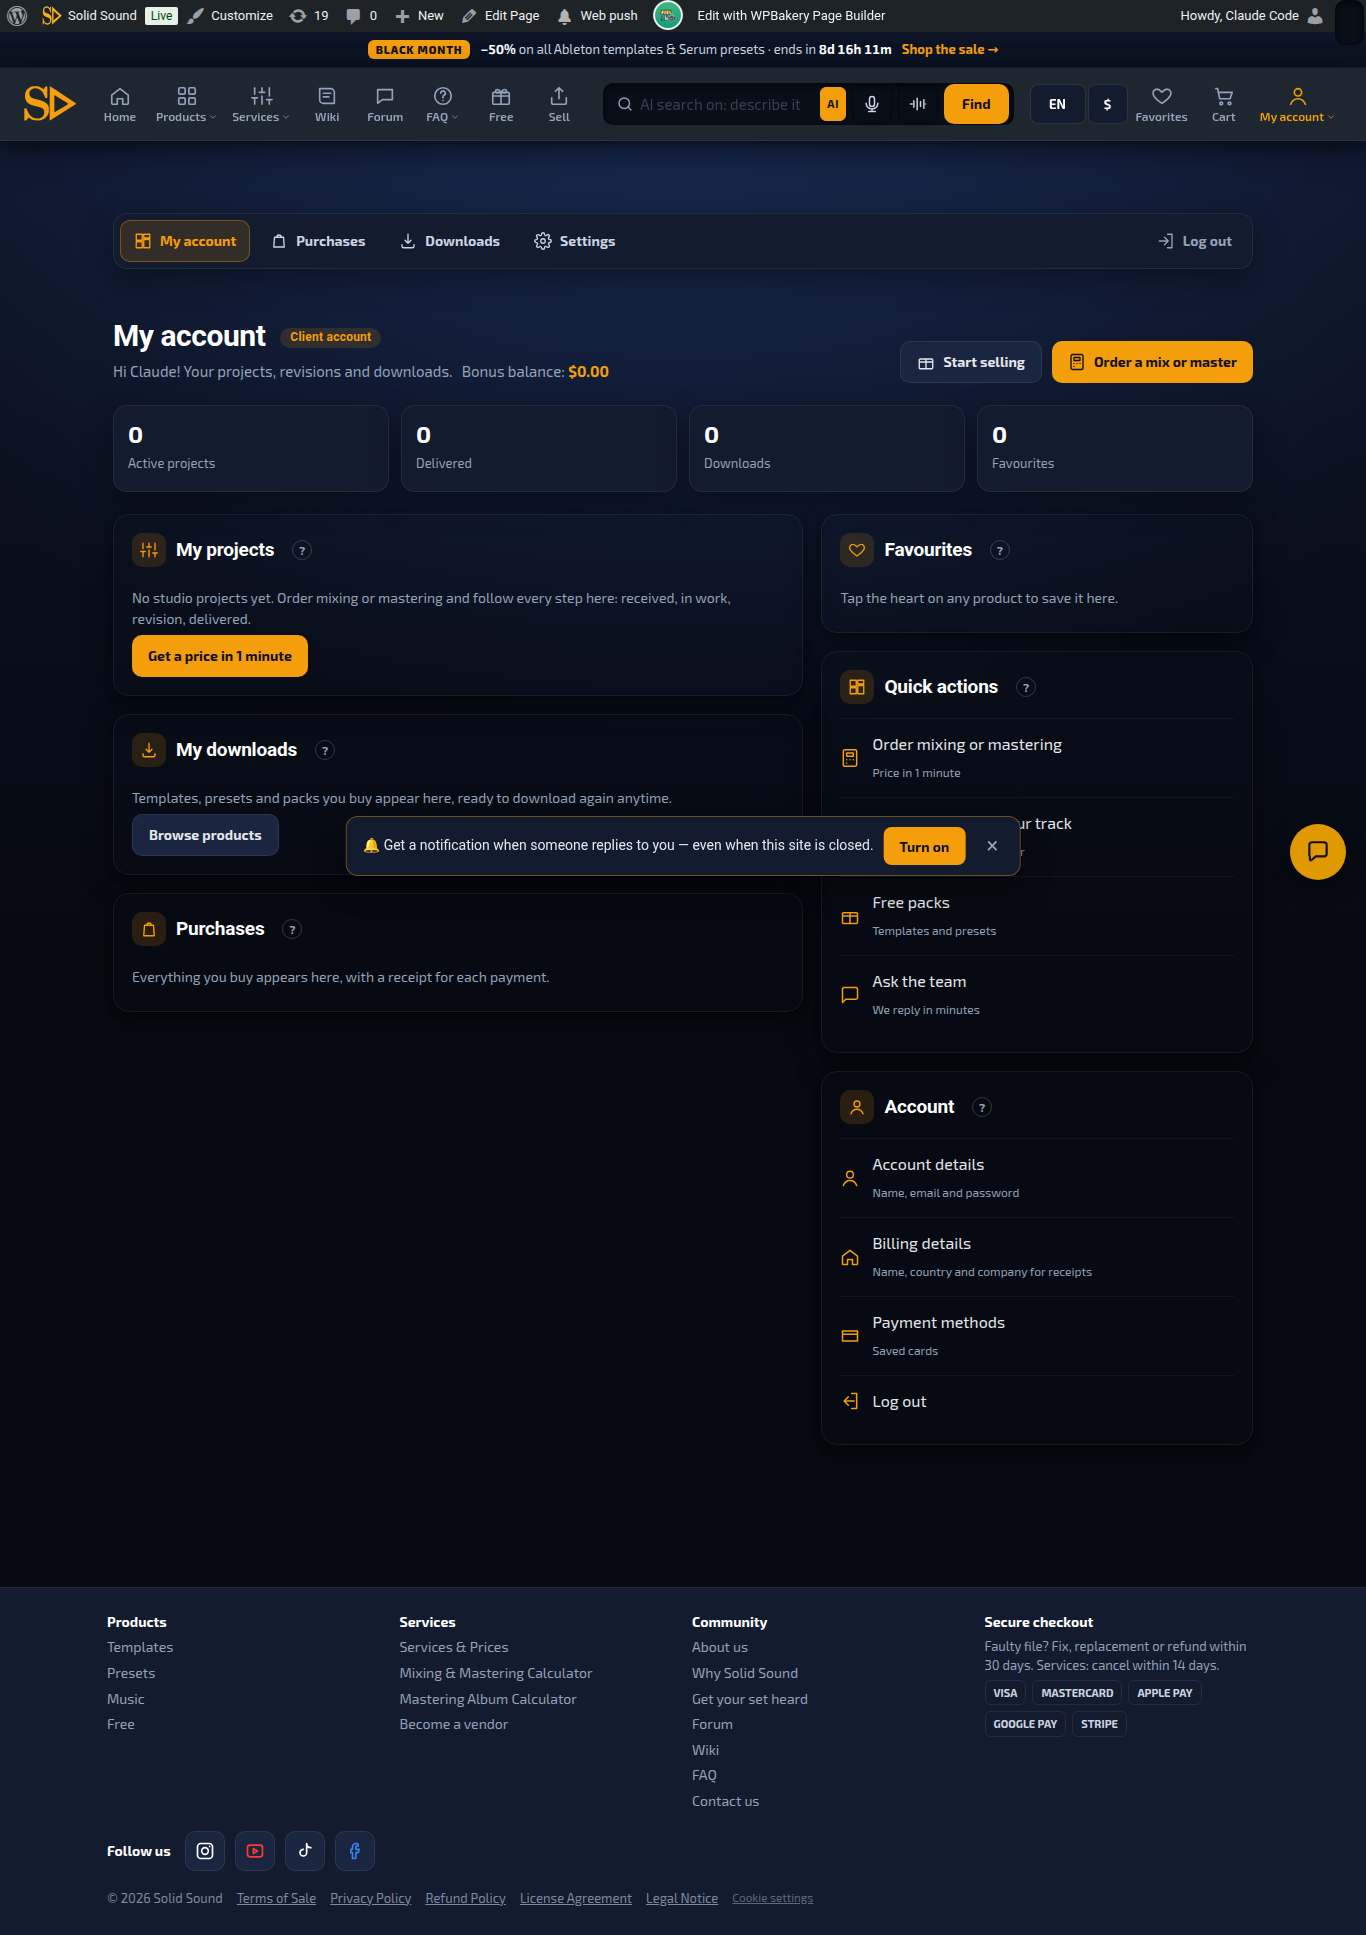 Solid Sound Live Customize 19 0 New Edit Page Web push Edit with WPBakery Page Builder Howdy, Claude Code
BLACK MONTH −50% on all Ableton templates & Serum presets · ends in 8d 16h 11m Shop the sale →
Home Products Services Wiki Forum FAQ Free Sell AI search on: describe it AI Find EN $ Favorites Cart My account
My account Purchases Downloads Settings Log out
My account Client account
Hi Claude! Your projects, revisions and downloads. Bonus balance: $0.00
Start selling Order a mix or master
0
Active projects
0
Delivered
0
Downloads
0
Favourites
My projects ?
No studio projects yet. Order mixing or mastering and follow every step here: received, in work,
revision, delivered.
Get a price in 1 minute
My downloads ?
Templates, presets and packs you buy appear here, ready to download again anytime.
Browse products
Purchases ?
Everything you buy appears here, with a receipt for each payment.
🔔 Get a notification when someone replies to you — even when this site is closed. Turn on ×
Favourites ?
Tap the heart on any product to save it here.
Quick actions ?
Order mixing or mastering
Price in 1 minute
track
Free packs
Templates and presets
Ask the team
We reply in minutes
Account ?
Account details
Name, email and password
Billing details
Name, country and company for receipts
Payment methods
Saved cards
Log out
Products
Templates
Presets
Music
Free
Services
Services & Prices
Mixing & Mastering Calculator
Mastering Album Calculator
Become a vendor
Community
About us
Why Solid Sound
Get your set heard
Forum
Wiki
FAQ
Contact us
Secure checkout
Faulty file? Fix, replacement or refund within
30 days. Services: cancel within 14 days.
VISA MASTERCARD APPLE PAY
GOOGLE PAY STRIPE
Follow us
© 2026 Solid Sound Terms of Sale Privacy Policy Refund Policy License Agreement Legal Notice Cookie settings